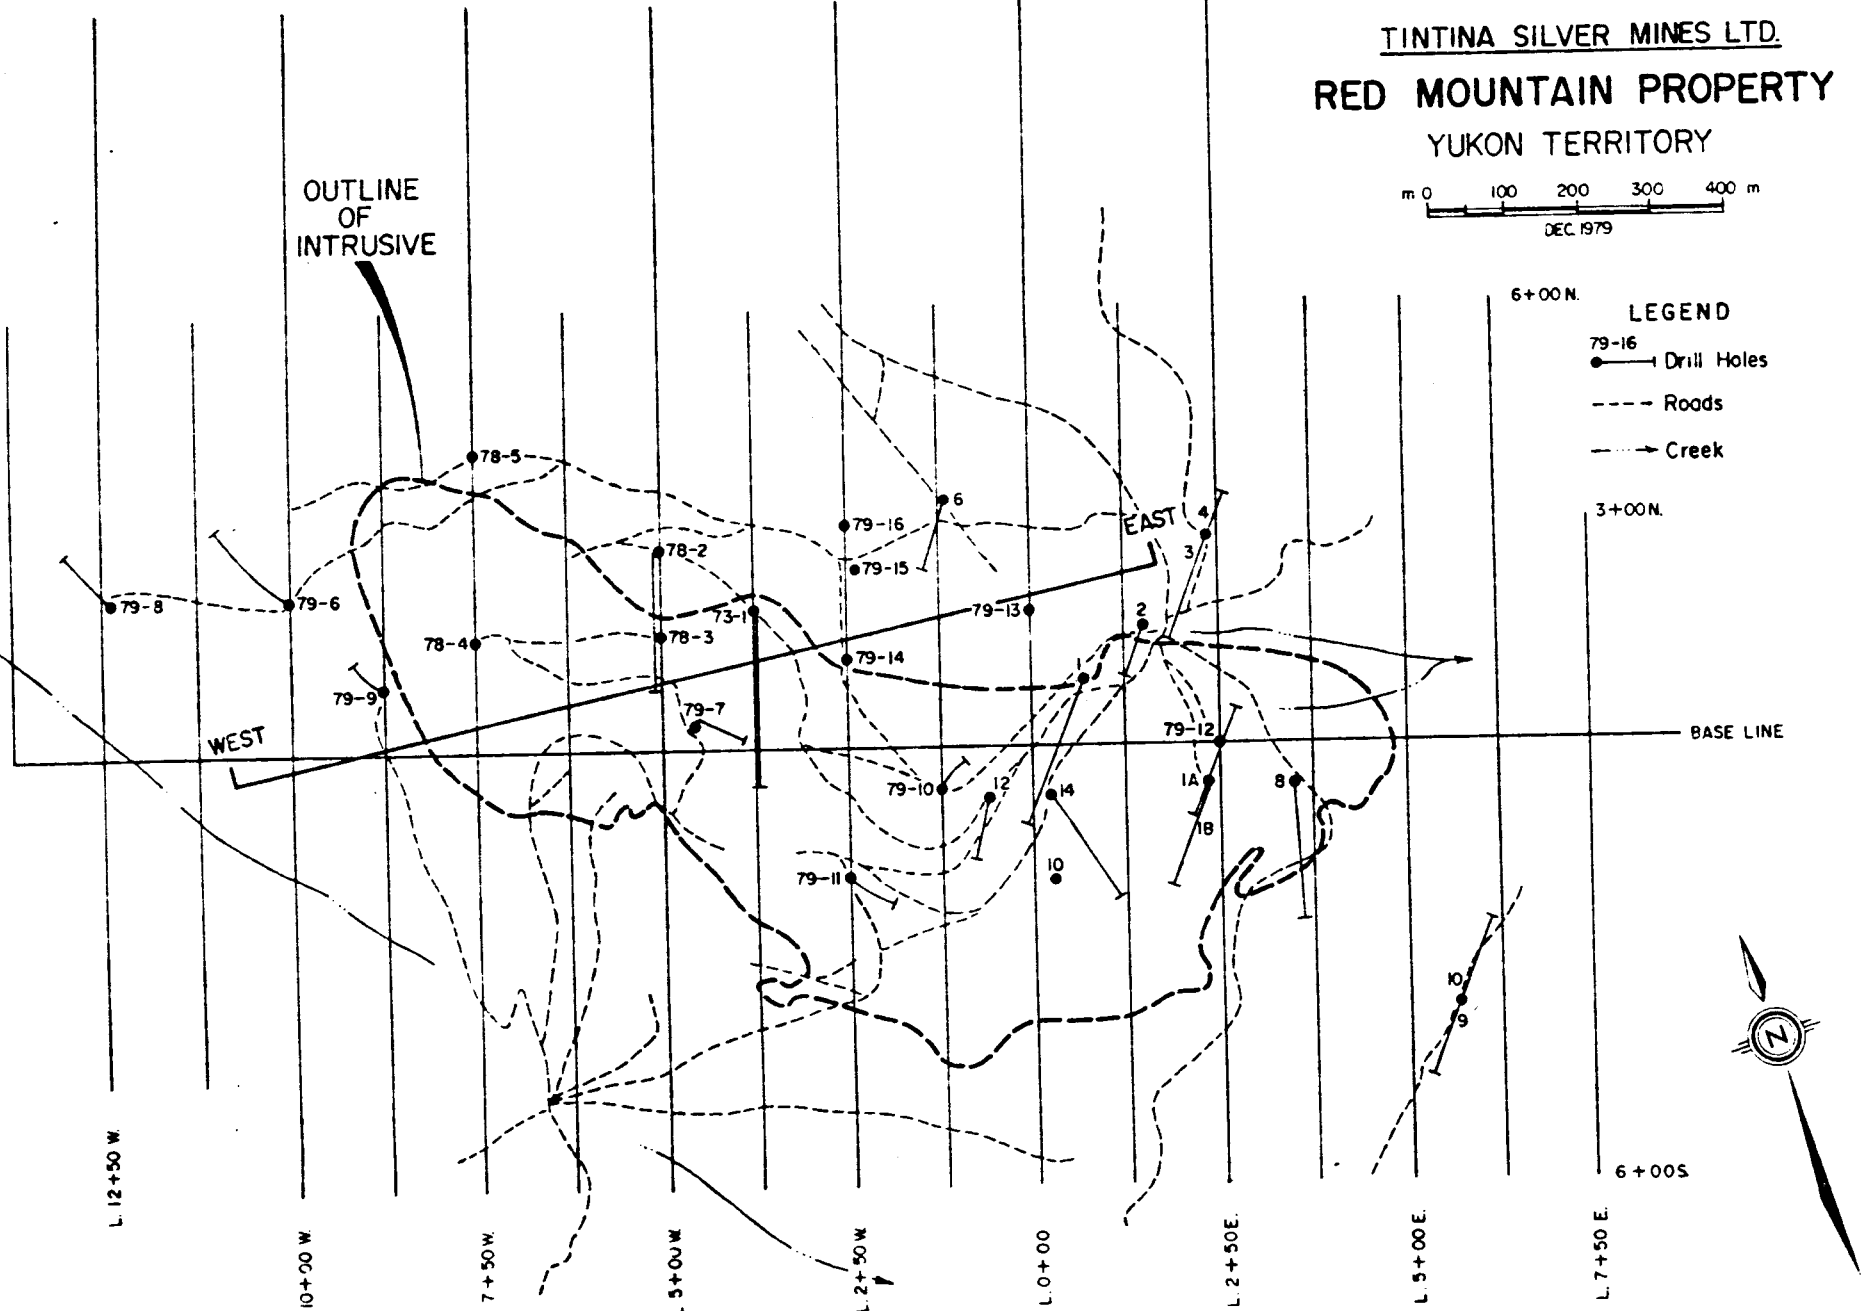 TINTINA SILVER MINES LTD.
RED MOUNTAIN PROPERTY
YUKON TERRITORY
m 0 100 200 300 400 m
DEC. 1979
OUTLINE
OF
INTRUSIVE
6+00 N.
LEGEND
79-16
Drill Holes
Roads
Creek
3+00 N.
78-5
6
79-16
4
EAST
3
78-2
79-15
79-8
79-6
73-1
79-13
2
78-4
78-3
79-14
1
79-9
79-7
79-12
WEST
BASE LINE
79-10
12
14
1A
8
1B
79-11
10
10
9
N
6+00S.
L. 12+50 W.
10+00 W.
7+50 W.
5+00 W.
L. 2+50 W.
L. 0+00
L. 2+50 E.
L. 5+00 E.
L. 7+50 E.